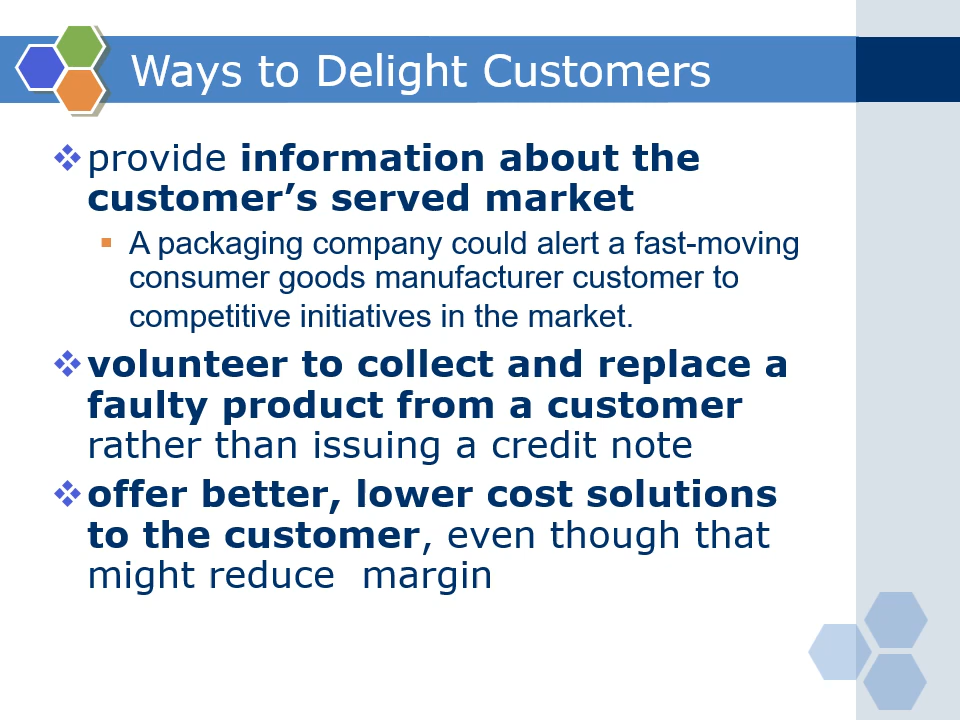 Ways to Delight Customers
provide information about the
customer’s served market
A packaging company could alert a fast-moving
consumer goods manufacturer customer to
competitive initiatives in the market.
volunteer to collect and replace a
faulty product from a customer
rather than issuing a credit note
offer better, lower cost solutions
to the customer, even though that
might reduce  margin